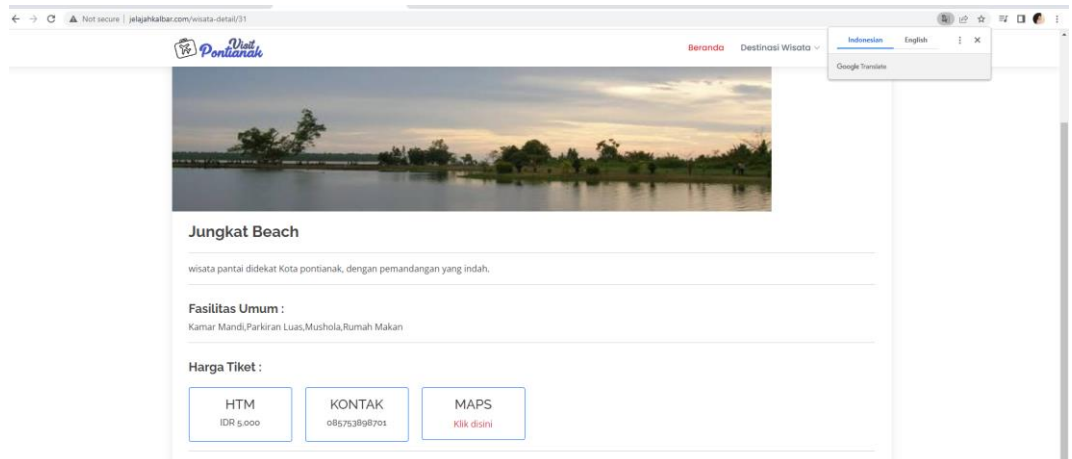 Not secure | jelajahkalbar.com/wisata-detail/31
Visit
Pontianak
Beranda Destinasi Wisata
Indonesian English
Google Translate
Jungkat Beach
wisata pantai didekat Kota pontianak, dengan pemandangan yang indah.
Fasilitas Umum :
Kamar Mandi,Parkiran Luas,Mushola,Rumah Makan
Harga Tiket :
HTM KONTAK MAPS
IDR 5.000 085753898701 Klik disini